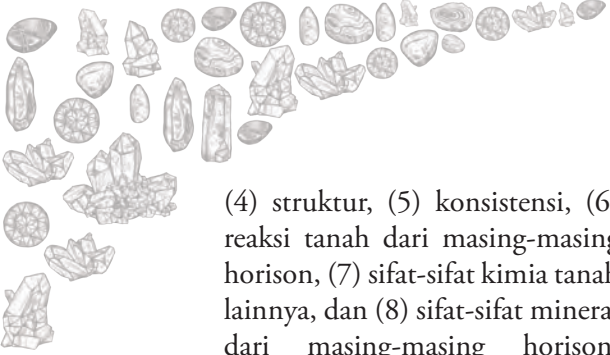 (4) struktur, (5) konsistensi, (6)
reaksi tanah dari masing-masing
horison, (7) sifat-sifat kimia tanah
lainnya, dan (8) sifat-sifat mineral
dari masing-masing horison